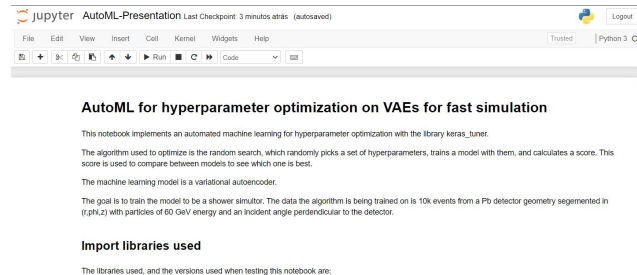 jupyter AutoML-Presentation Last Checkpoint: 3 minutos atrás (autosaved)
Logout
File Edit View Insert Cell Kernel Widgets Help
Trusted Python 3
Run Code
AutoML for hyperparameter optimization on VAEs for fast simulation
This notebook implements an automated machine learning for hyperparameter optimization with the library keras_tuner.
The algorithm used to optimize is the random search, which randomly picks a set of hyperparameters, trains a model with them, and calculates a score. This
score is used to compare between models to see which one is best.
The machine learning model is a variational autoencoder.
The goal is to train the model to be a shower simultor. The data the algorithm is being trained on is 10k events from a Pb detector geometry segemented in
(r,phi,z) with particles of 60 GeV energy and an incident angle perdendicular to the detector.
Import libraries used
The libraries used, and the versions used when testing this notebook are: